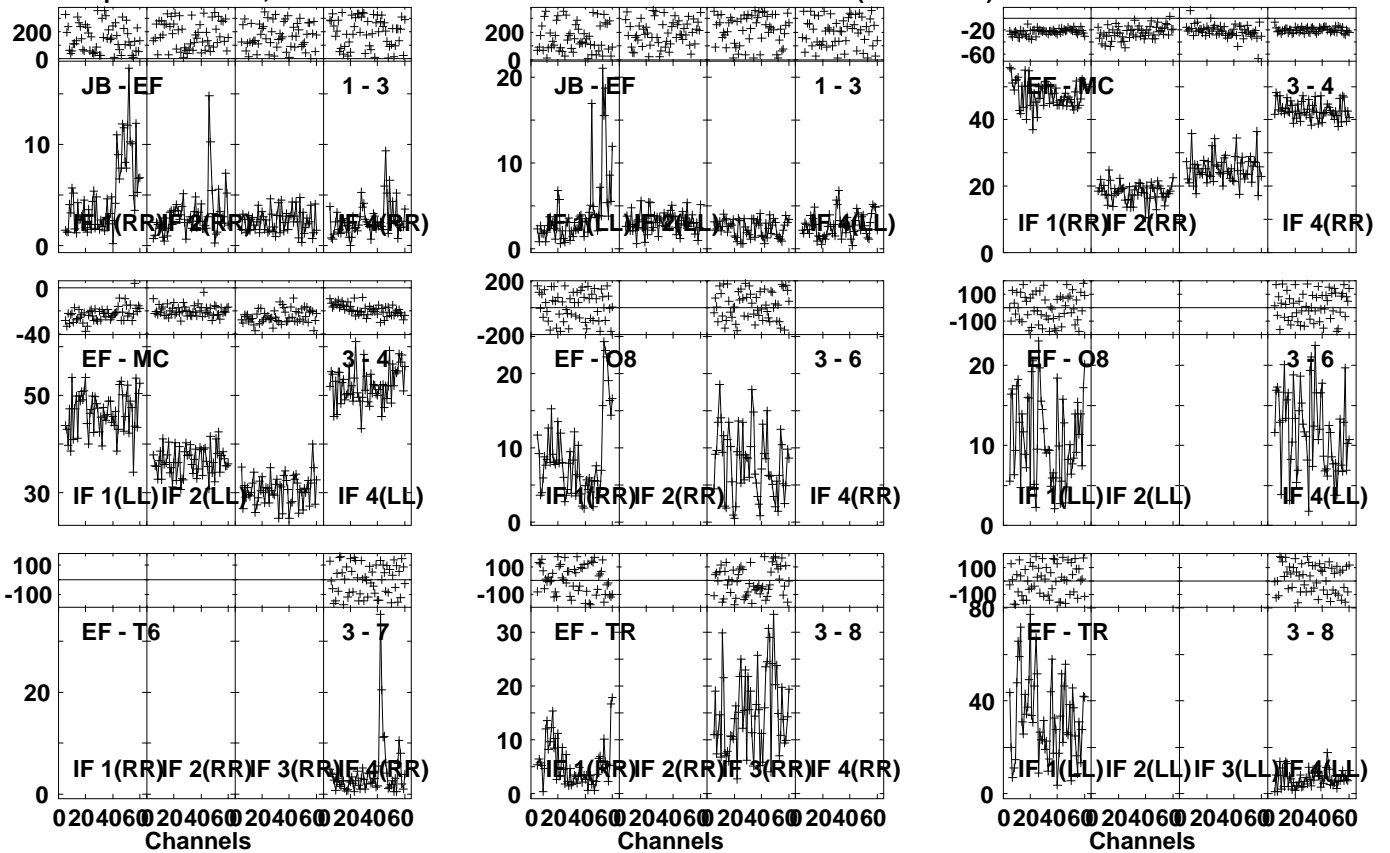 200
0
200
0
-20
-60
JB - EF 1 - 3
JB - EF 1 - 3
EF - MC 3 - 4
10
0
20
10
0
40
20
0
IF 1(RR) IF 2(RR) IF 4(RR)
IF 1(LL) IF 2(LL) IF 4(LL)
IF 1(RR) IF 2(RR) IF 4(RR)
0
-40
200
-200
100
-100
EF - MC 3 - 4
EF - O8 3 - 6
EF - O8 3 - 6
50
30
20
10
0
20
10
0
IF 1(LL) IF 2(LL) IF 4(LL)
IF 1(RR) IF 2(RR) IF 4(RR)
IF 1(LL) IF 2(LL) IF 4(LL)
100
-100
100
-100
100
-100
EF - T6 3 - 7
EF - TR 3 - 8
EF - TR 3 - 8
20
0
30
20
10
0
80
40
0
IF 1(RR) IF 2(RR) IF 3(RR) IF 4(RR)
IF 1(RR) IF 2(RR) IF 3(RR) IF 4(RR)
IF 1(LL) IF 2(LL) IF 3(LL) IF 4(LL)
0 20 40 60 0 20 40 60 0 20 40 60 0 20 40 60
0 20 40 60 0 20 40 60 0 20 40 60 0 20 40 60
0 20 40 60 0 20 40 60 0 20 40 60 0 20 40 60
Channels
Channels
Channels